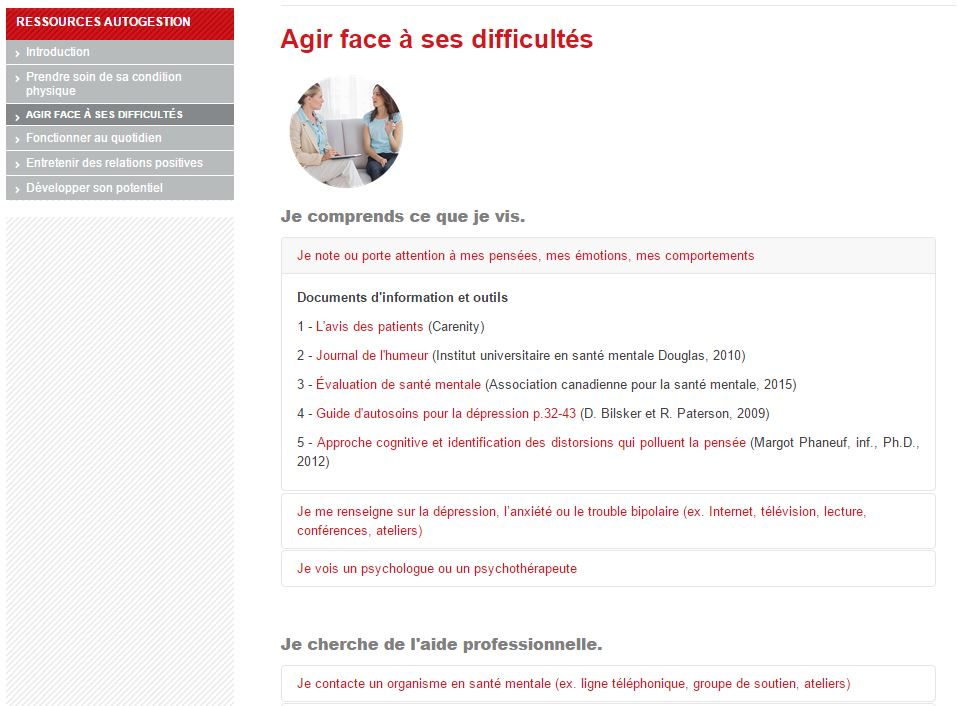 RESSOURCES AUTOGESTION
Introduction
Prendre soin de sa condition
physique
AGIR FACE À SES DIFFICULTÉS
Fonctionner au quotidien
Entretenir des relations positives
Développer son potentiel
Agir face à ses difficultés
Je comprends ce que je vis.
Je note ou porte attention à mes pensées, mes émotions, mes comportements
Documents d'information et outils
1 - L'avis des patients (Carenity)
2 - Journal de l'humeur (Institut universitaire en santé mentale Douglas, 2010)
3 - Évaluation de santé mentale (Association canadienne pour la santé mentale, 2015)
4 - Guide d'autosoins pour la dépression p.32-43 (D. Bilsker et R. Paterson, 2009)
5 - Approche cognitive et identification des distorsions qui polluent la pensée (Margot Phaneuf, inf., Ph.D.,
2012)
Je me renseigne sur la dépression, l'anxiété ou le trouble bipolaire (ex. Internet, télévision, lecture,
conférences, ateliers)
Je vois un psychologue ou un psychothérapeute
Je cherche de l'aide professionnelle.
Je contacte un organisme en santé mentale (ex. ligne téléphonique, groupe de soutien, ateliers)